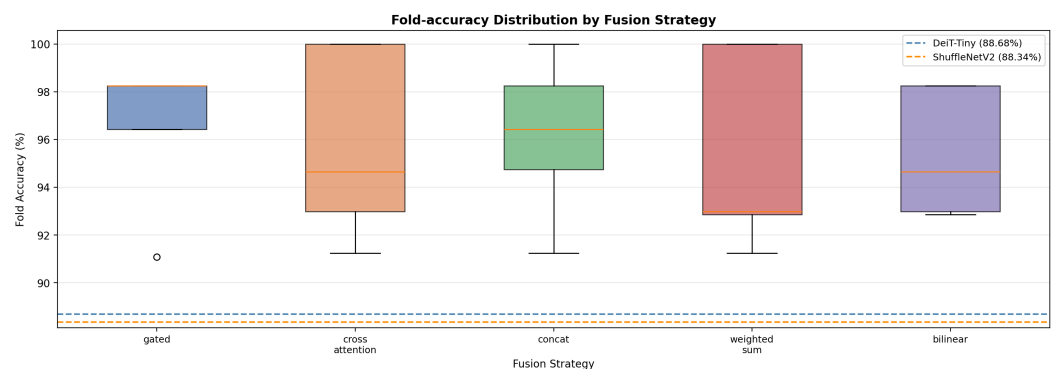 Fold-accuracy Distribution by Fusion Strategy
DeiT-Tiny (88.68%)
ShuffleNetV2 (88.34%)
Fold Accuracy (%)
100
98
96
94
92
90
gated
cross
attention
concat
weighted
sum
bilinear
Fusion Strategy